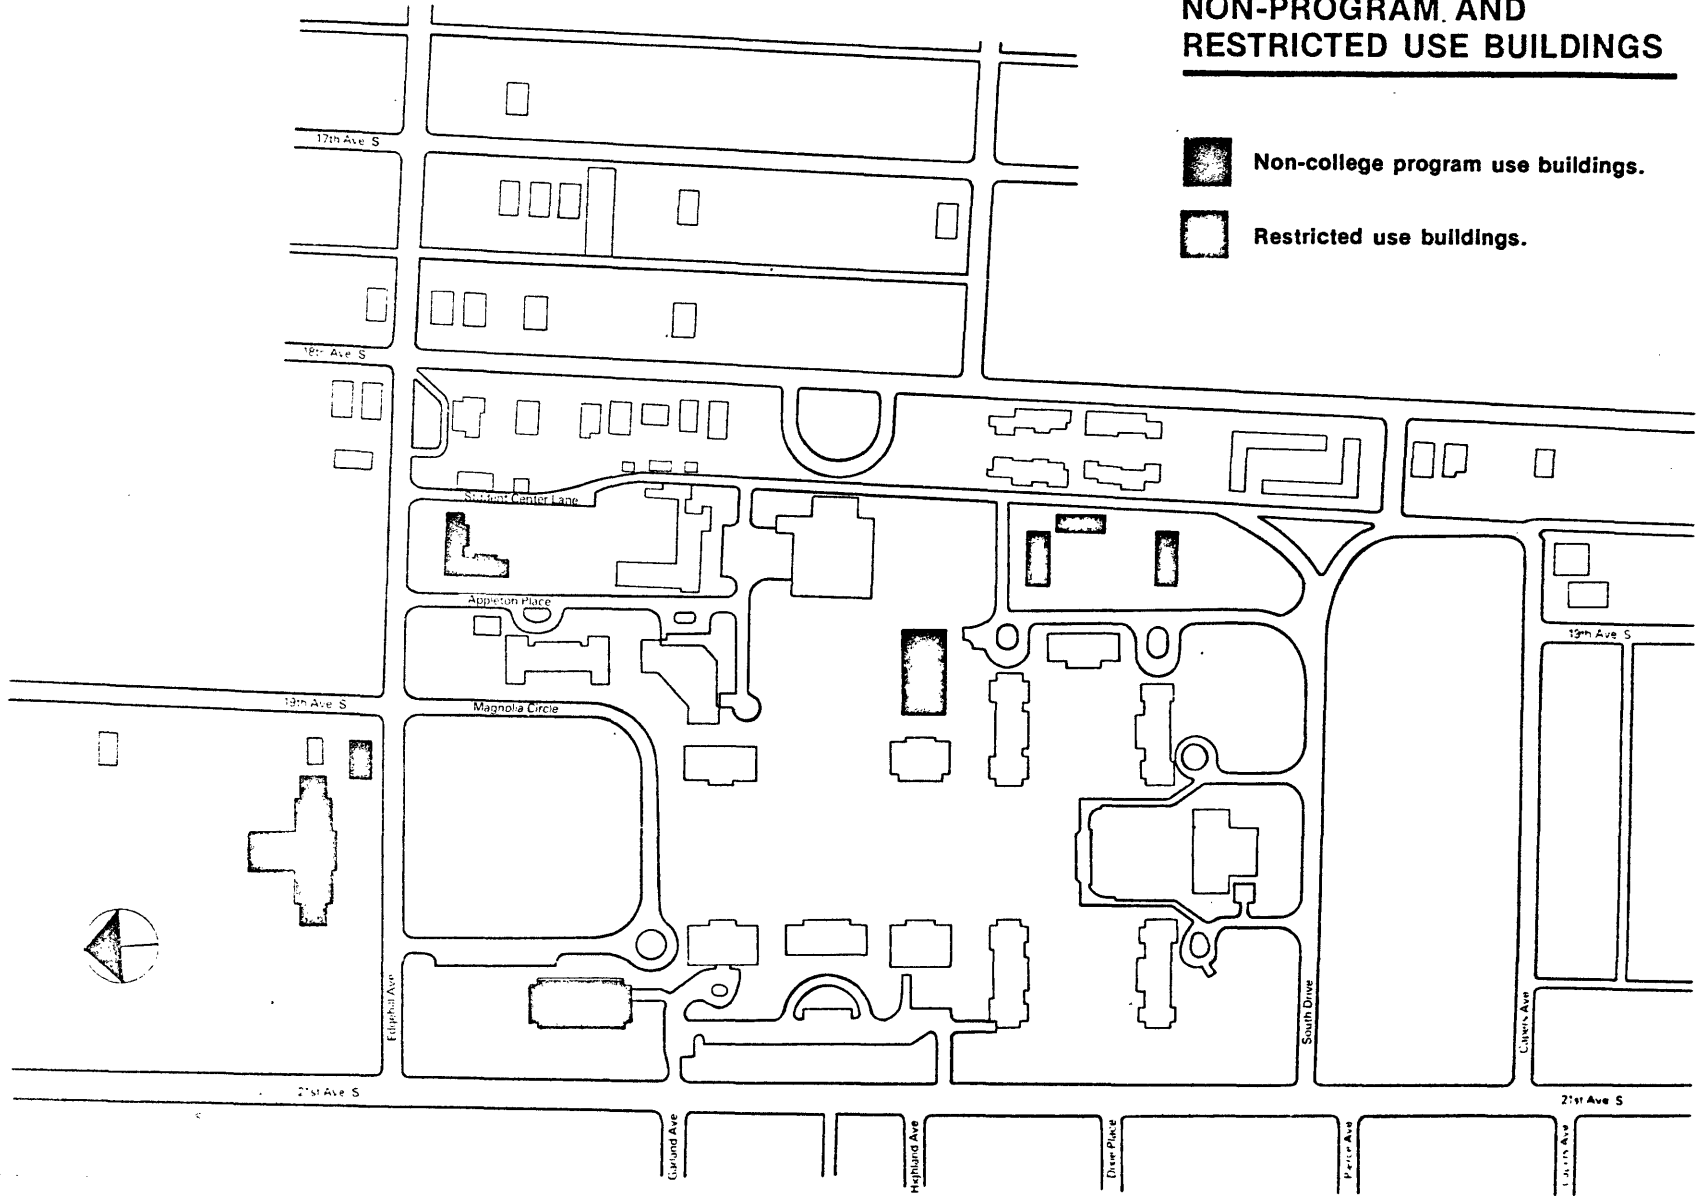 NON-PROGRAM AND
RESTRICTED USE BUILDINGS
Non-college program use buildings.
Restricted use buildings.
17th Ave S
18th Ave S
Student Center Lane
Appleton Place
19th Ave S
19th Ave S
Magnolia Circle
Edgehill Ave
South Drive
Capers Ave
21st Ave S
21st Ave S
Garland Ave
Highland Ave
Dixie Place
Pierce Ave